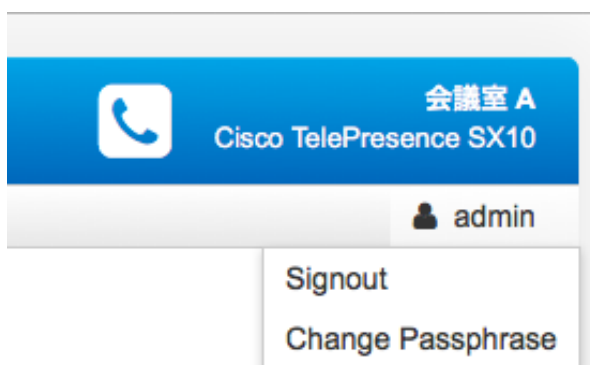 会議室 A
Cisco TelePresence SX10
admin
Signout
Change Passphrase